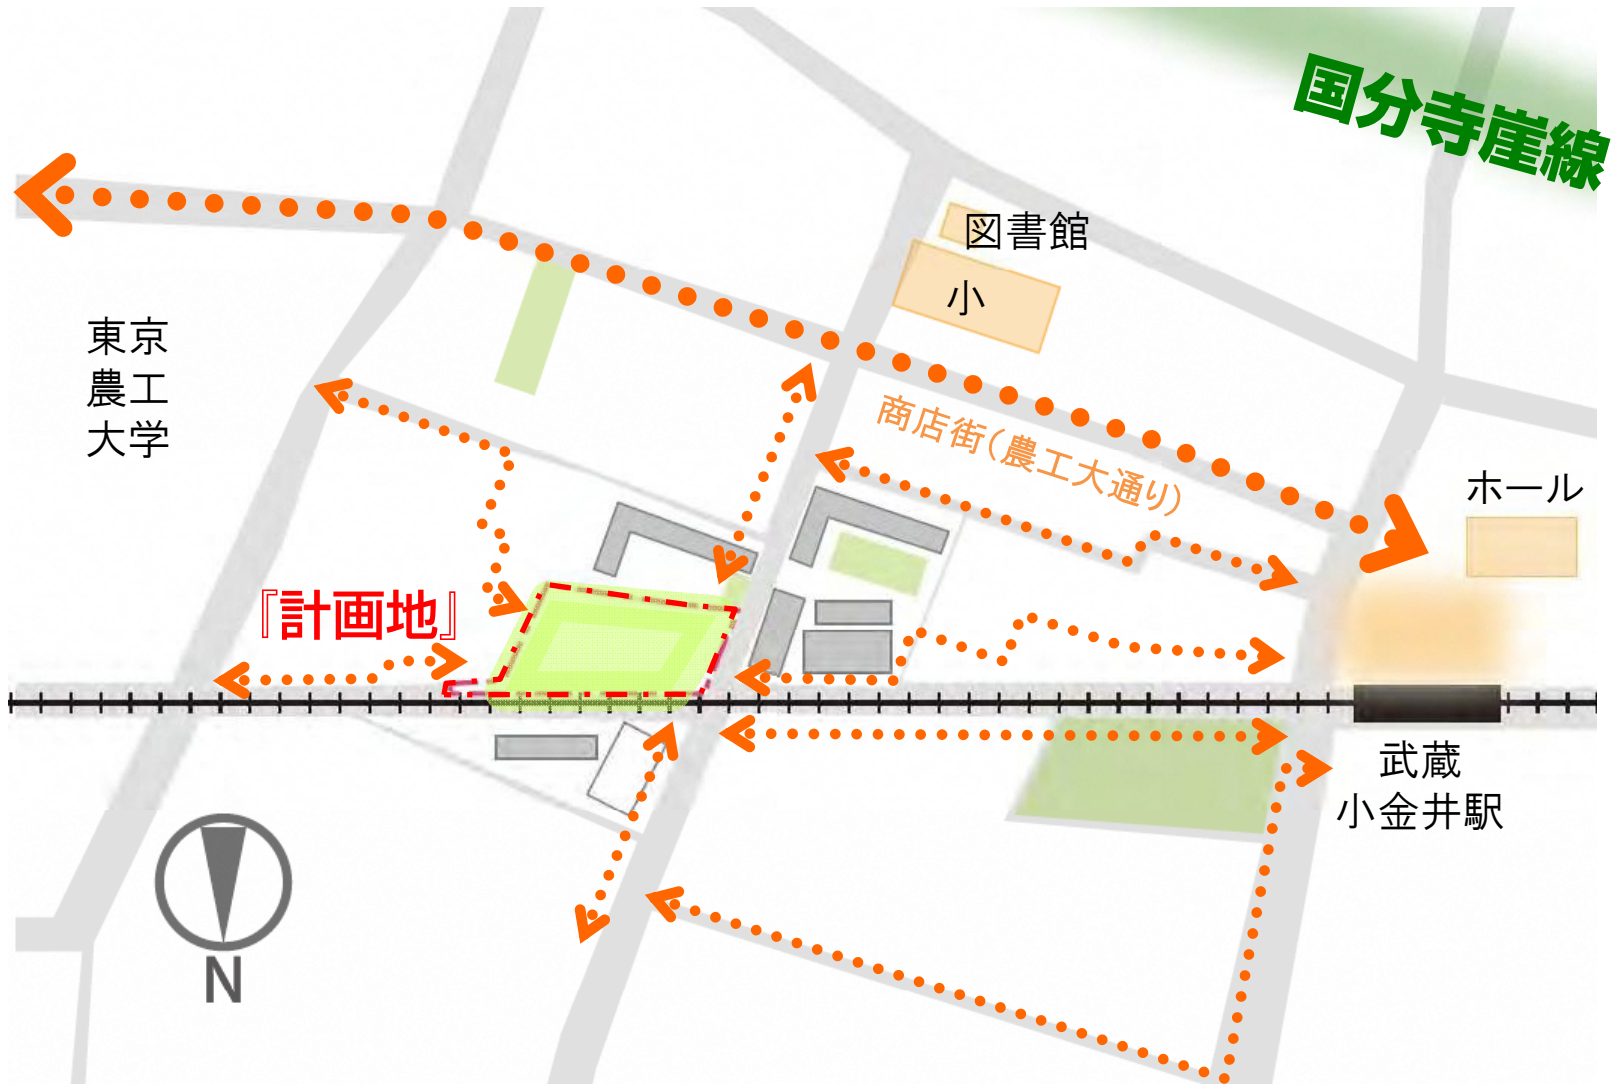 国分寺崖線
図書館
小
東京
農工
大学
商店街(農工大通り)
ホール
『計画地』
武蔵
小金井駅
N